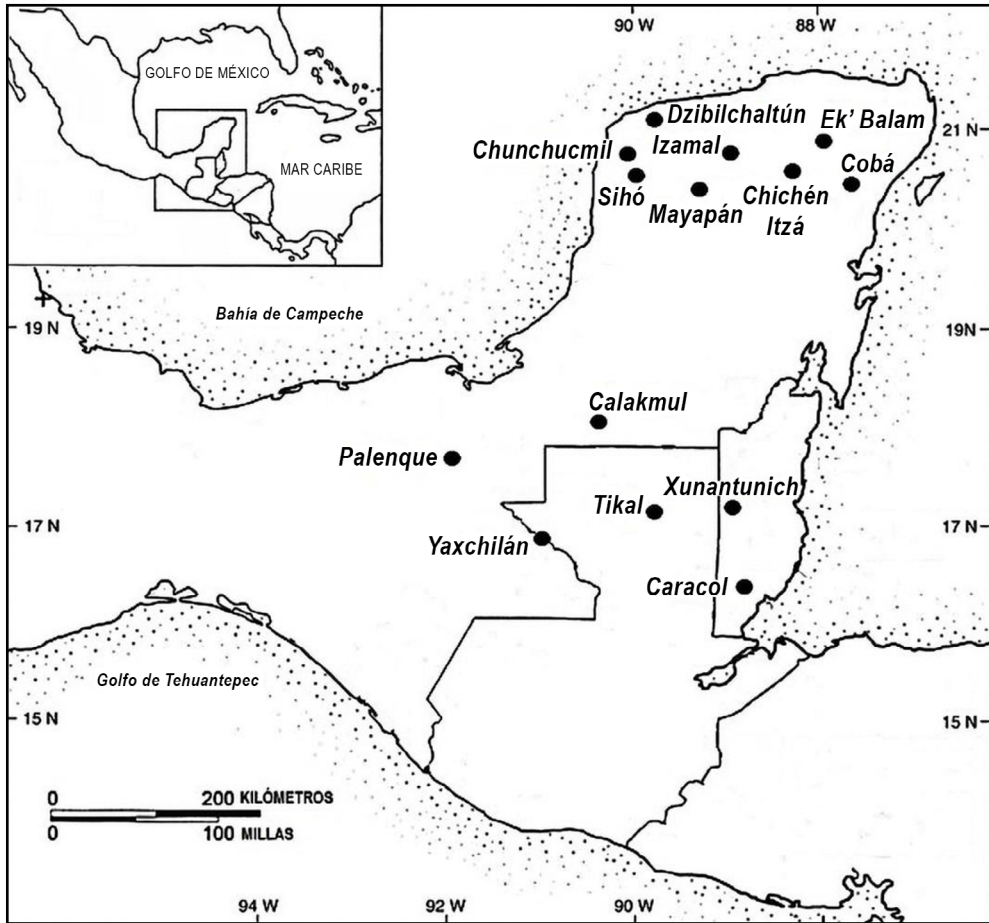 90 W
88 W
GOLFO DE MÉXICO
MAR CARIBE
Dzibilchaltún
Ek' Balam
21 N
Chunchucmil
Izamal
Cobá
Sihó
Mayapán
Chichén
Itzá
Bahía de Campeche
19 N
19 N
Calakmul
Palenque
Xunantunich
Tikal
17 N
17 N
Yaxchilán
Caracol
Golfo de Tehuantepec
15 N
15 N
0
200 KILÓMETROS
0
100 MILLAS
94 W
92 W
90 W